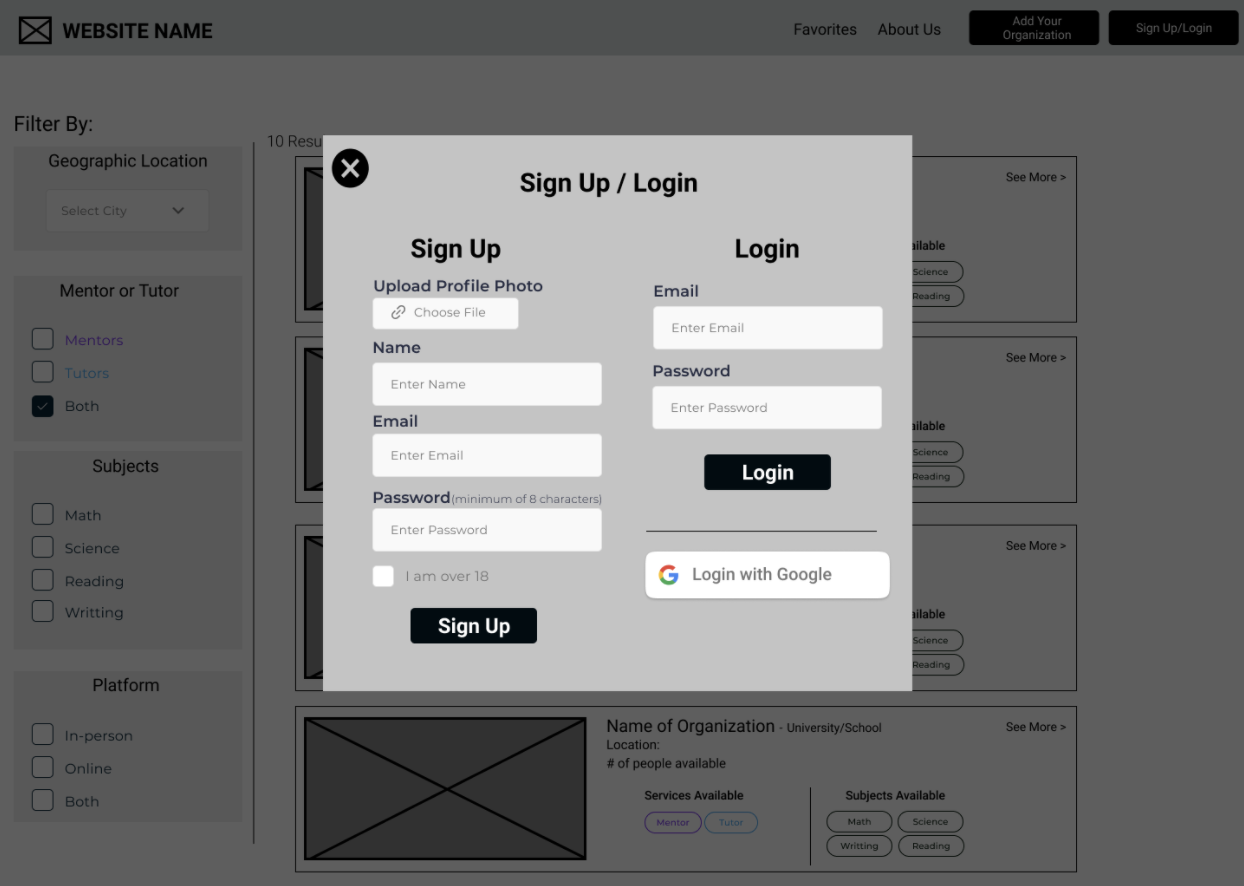 WEBSITE NAME
Favorites
About Us
Add Your
Organization
Sign Up/Login
Filter By:
Geographic Location
Select City
Mentor or Tutor
Mentors
Tutors
Both
Subjects
Math
Science
Reading
Writting
Platform
In-person
Online
Both
10 Resu
See More >
ailable
Science
Reading
See More >
ailable
Science
Reading
See More >
ailable
Science
Reading
Sign Up / Login
Sign Up
Upload Profile Photo
Choose File
Name
Enter Name
Email
Enter Email
Password(minimum of 8 characters)
Enter Password
I am over 18
Sign Up
Login
Email
Enter Email
Password
Enter Password
Login
Login with Google
Name of Organization - University/School
See More >
Location:
# of people available
Services Available
Mentor
Tutor
Subjects Available
Math
Science
Writting
Reading